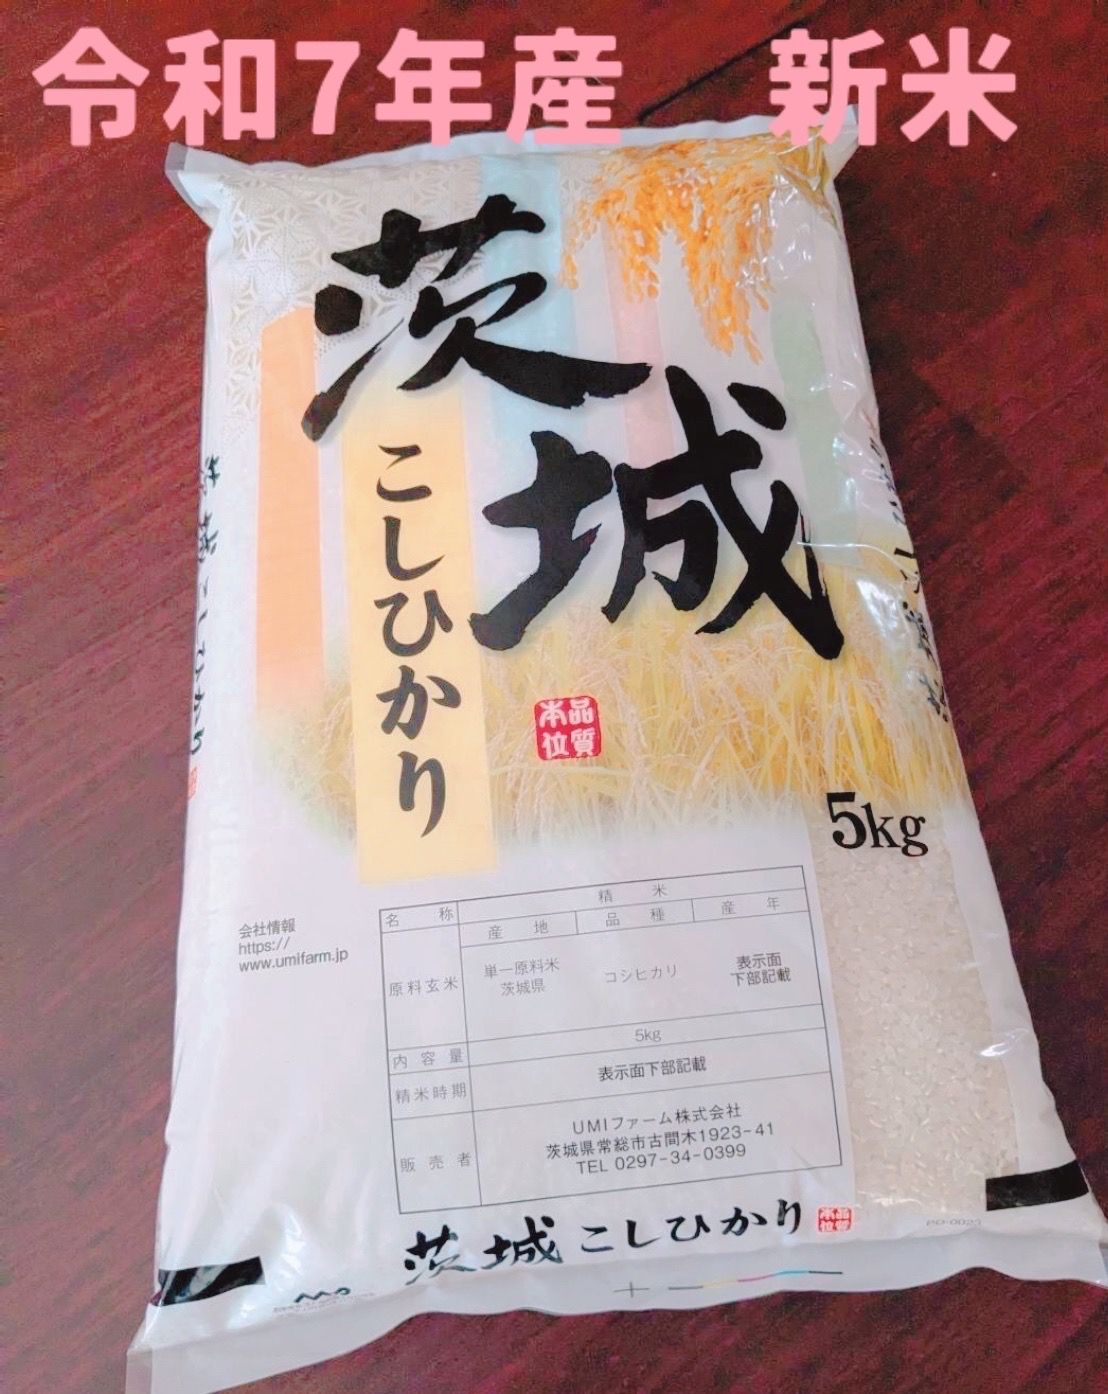 令和7年産　新米
茨城
こしひかり
本位
品質
5kg
会社情報
https://
www.umifarm.jp
名称 精米
原料玄米 産地 品種 産年
単一原料米
茨城県
コシヒカリ
表示面
下部記載
内容量 5kg
精米時期 表示面下部記載
販売者
UMIファーム株式会社
茨城県常総市古間木1923-41
TEL 0297-34-0399
茨城こしひかり
本位
品質